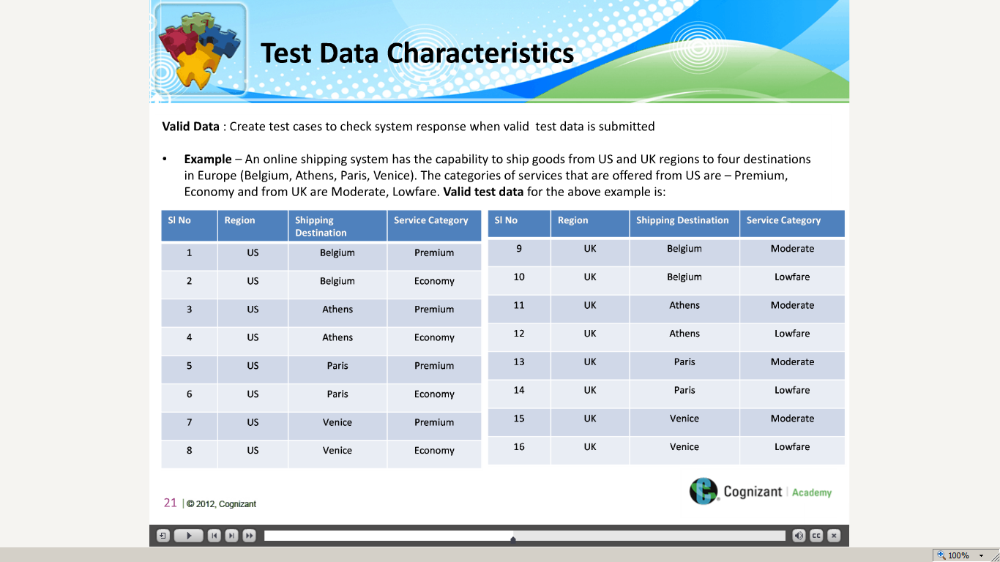 Test Data Characteristics
Valid Data : Create test cases to check system response when valid  test data is submitted
• Example – An online shipping system has the capability to ship goods from US and UK regions to four destinations
in Europe (Belgium, Athens, Paris, Venice). The categories of services that are offered from US are – Premium,
Economy and from UK are Moderate, Lowfare. Valid test data for the above example is:
Sl No Region Shipping Destination Service Category
1 US Belgium Premium
2 US Belgium Economy
3 US Athens Premium
4 US Athens Economy
5 US Paris Premium
6 US Paris Economy
7 US Venice Premium
8 US Venice Economy
Sl No Region Shipping Destination Service Category
9 UK Belgium Moderate
10 UK Belgium Lowfare
11 UK Athens Moderate
12 UK Athens Lowfare
13 UK Paris Moderate
14 UK Paris Lowfare
15 UK Venice Moderate
16 UK Venice Lowfare
Cognizant | Academy
21 | © 2012, Cognizant
CC
100%